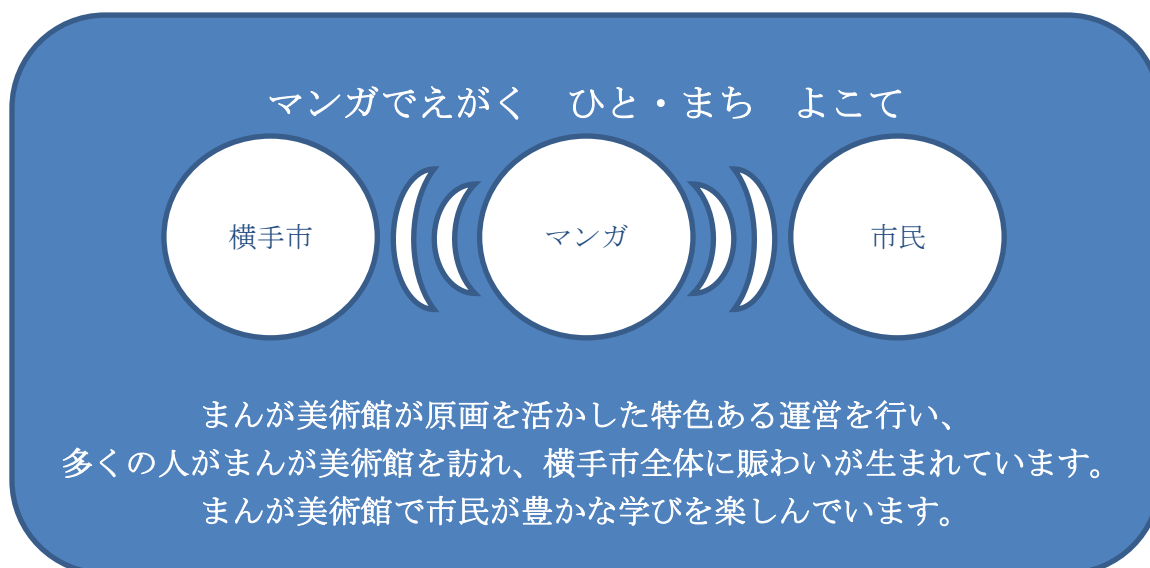 マンガでえがく　ひと・まち　よこて
横手市
マンガ
市民
まんが美術館が原画を活かした特色ある運営を行い、
多くの人がまんが美術館を訪れ、横手市全体に賑わいが生まれています。
まんが美術館で市民が豊かな学びを楽しんでいます。